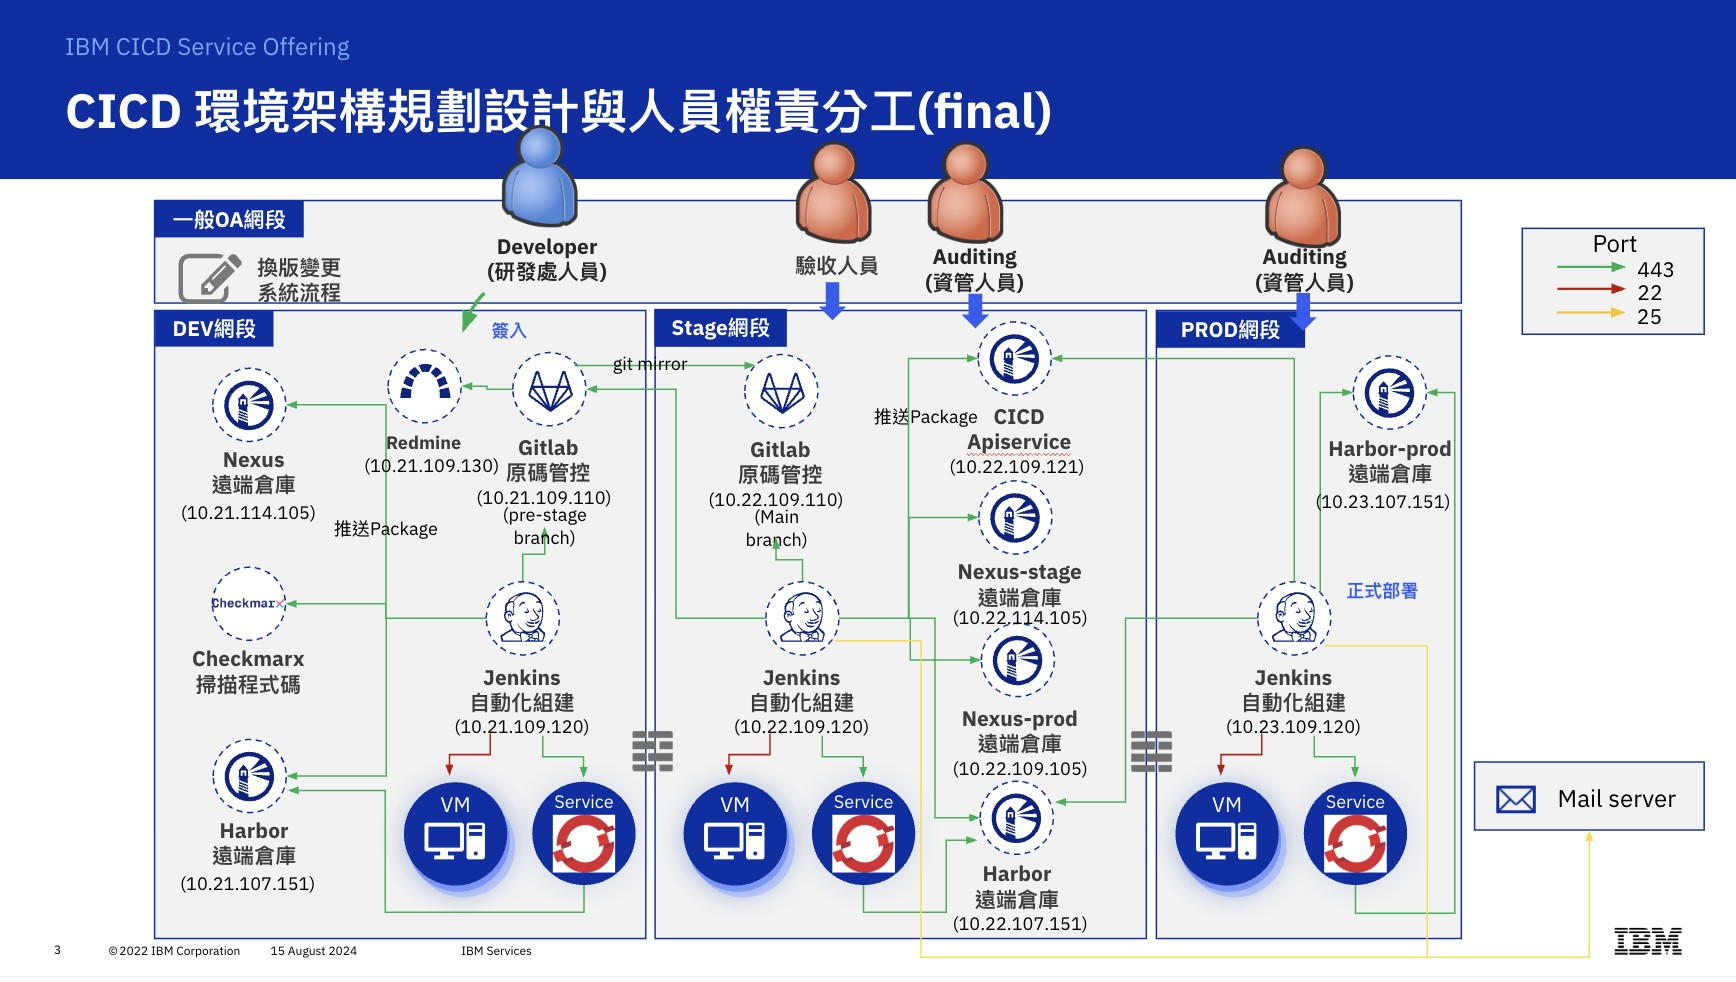 IBM CICD Service Offering
CICD 環境架構規劃設計與人員權責分工(final)
一般OA網段
換版變更
系統流程
Developer
(研發處人員)
驗收人員
Auditing
(資管人員)
Auditing
(資管人員)
Port
443
22
25
DEV網段
簽入
Nexus
遠端倉庫
(10.21.114.105)
Redmine
(10.21.109.130)
Gitlab
原碼管控
(10.21.109.110)
(pre-stage
branch)
推送Package
Checkmarx
Checkmarx
掃描程式碼
Jenkins
自動化組建
(10.21.109.120)
Harbor
遠端倉庫
(10.21.107.151)
VM
Service
git mirror
Stage網段
Gitlab
原碼管控
(10.22.109.110)
(Main
branch)
推送Package
CICD
Apiservice
(10.22.109.121)
Nexus-stage
遠端倉庫
(10.22.114.105)
Jenkins
自動化組建
(10.22.109.120)
Nexus-prod
遠端倉庫
(10.22.109.105)
VM
Service
Harbor
遠端倉庫
(10.22.107.151)
PROD網段
Harbor-prod
遠端倉庫
(10.23.107.151)
正式部署
Jenkins
自動化組建
(10.23.109.120)
VM
Service
Mail server
3
©2022 IBM Corporation
15 August 2024
IBM Services
IBM